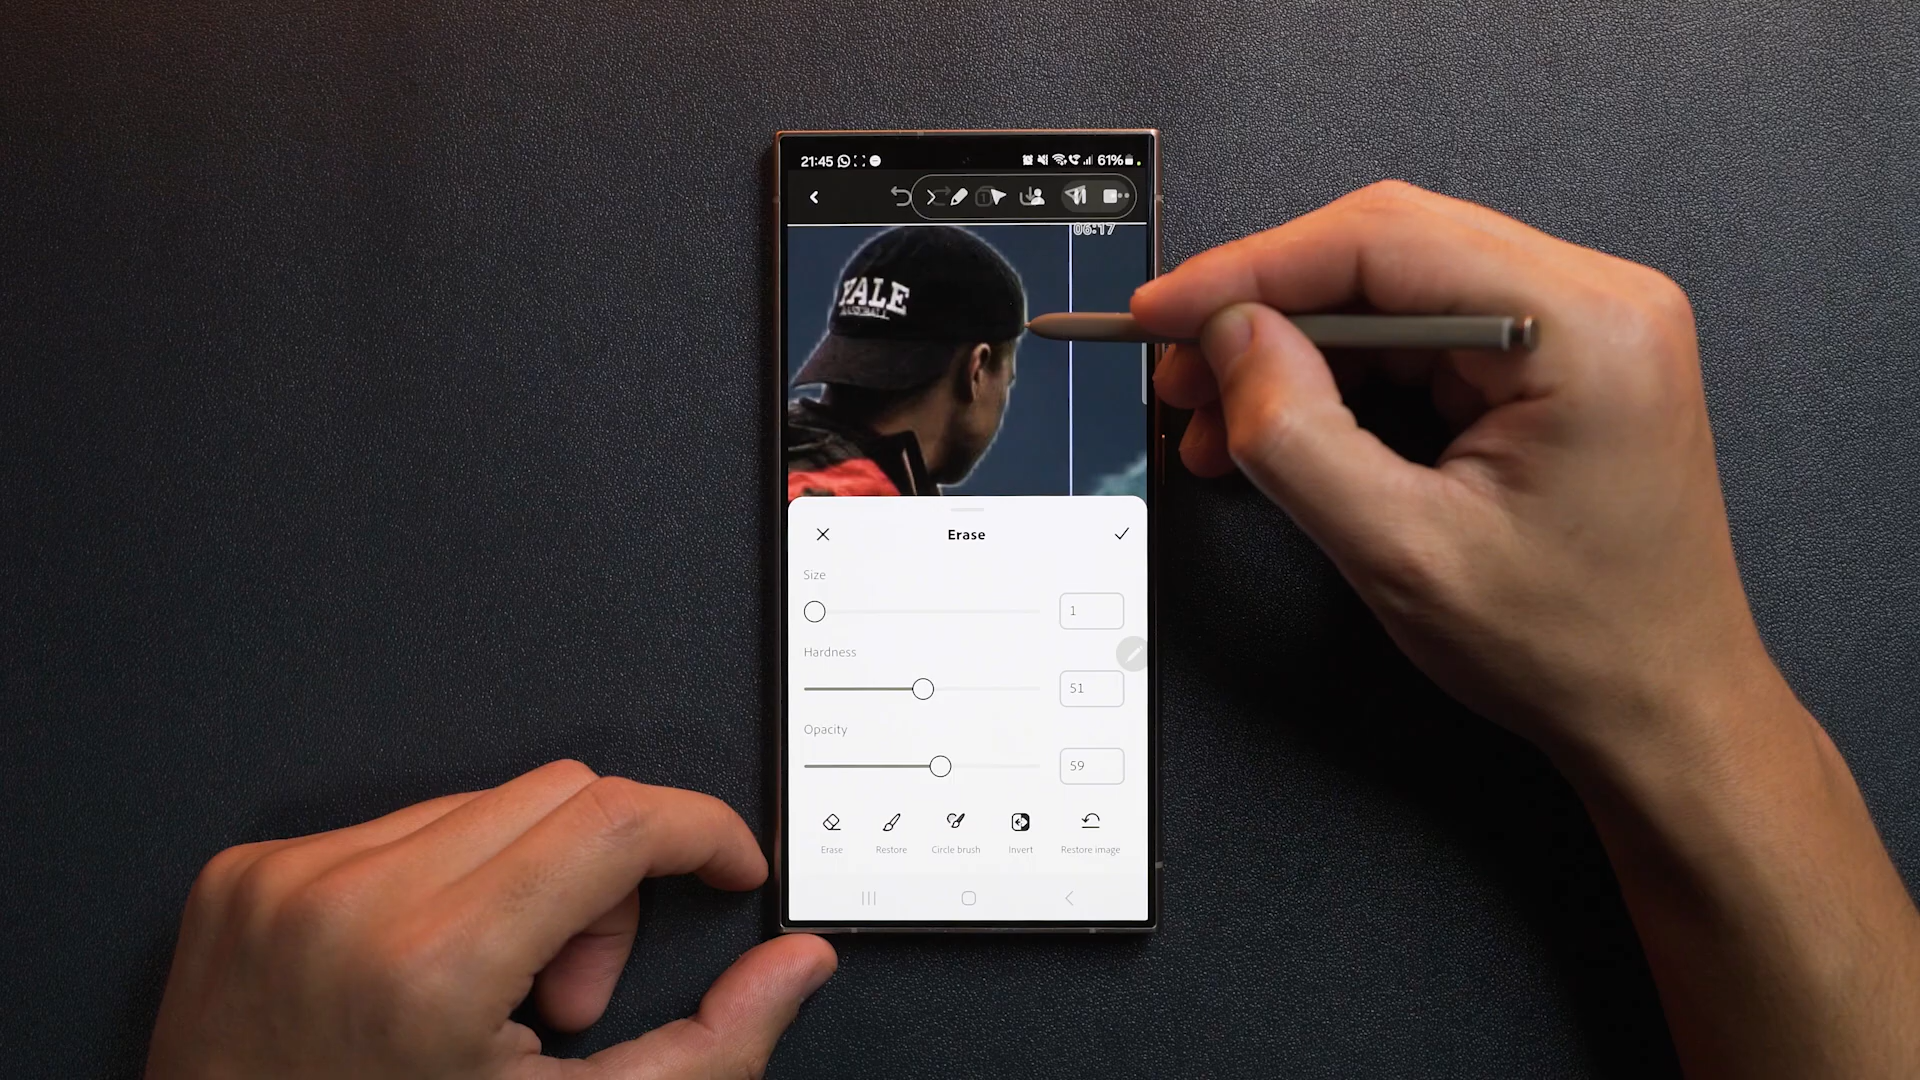 21:45
61%
06:17
YALE
BASEBALL
Erase
Size
1
Hardness
51
Opacity
59
Erase
Restore
Circle brush
Invert
Restore image